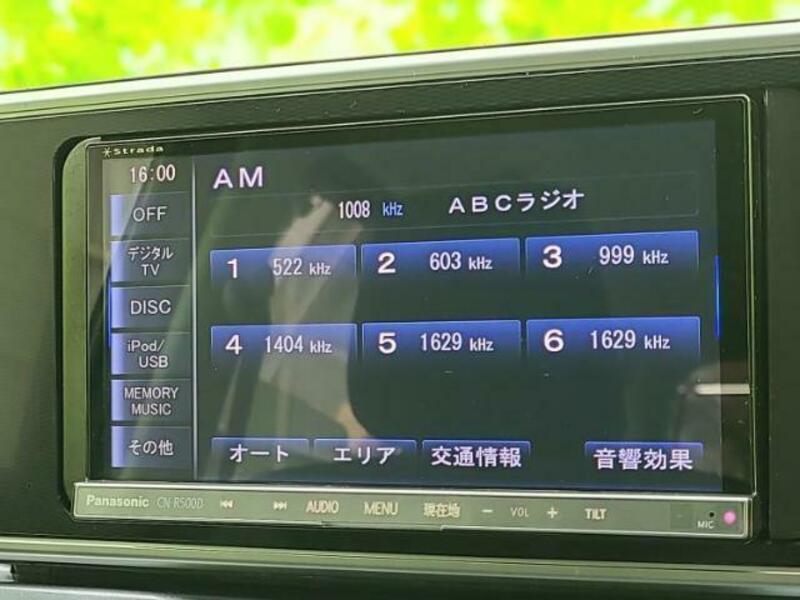 Strada
16:00
AM
1008 kHz ABCラジオ
OFF
デジタル
TV
DISC
iPod/
USB
MEMORY
MUSIC
その他
1 522 kHz 2 603 kHz 3 999 kHz
4 1404 kHz 5 1629 kHz 6 1629 kHz
オート エリア 交通情報 音響効果
Panasonic CN-R500D AUDIO MENU 現在地 - VOL + TILT
MIC